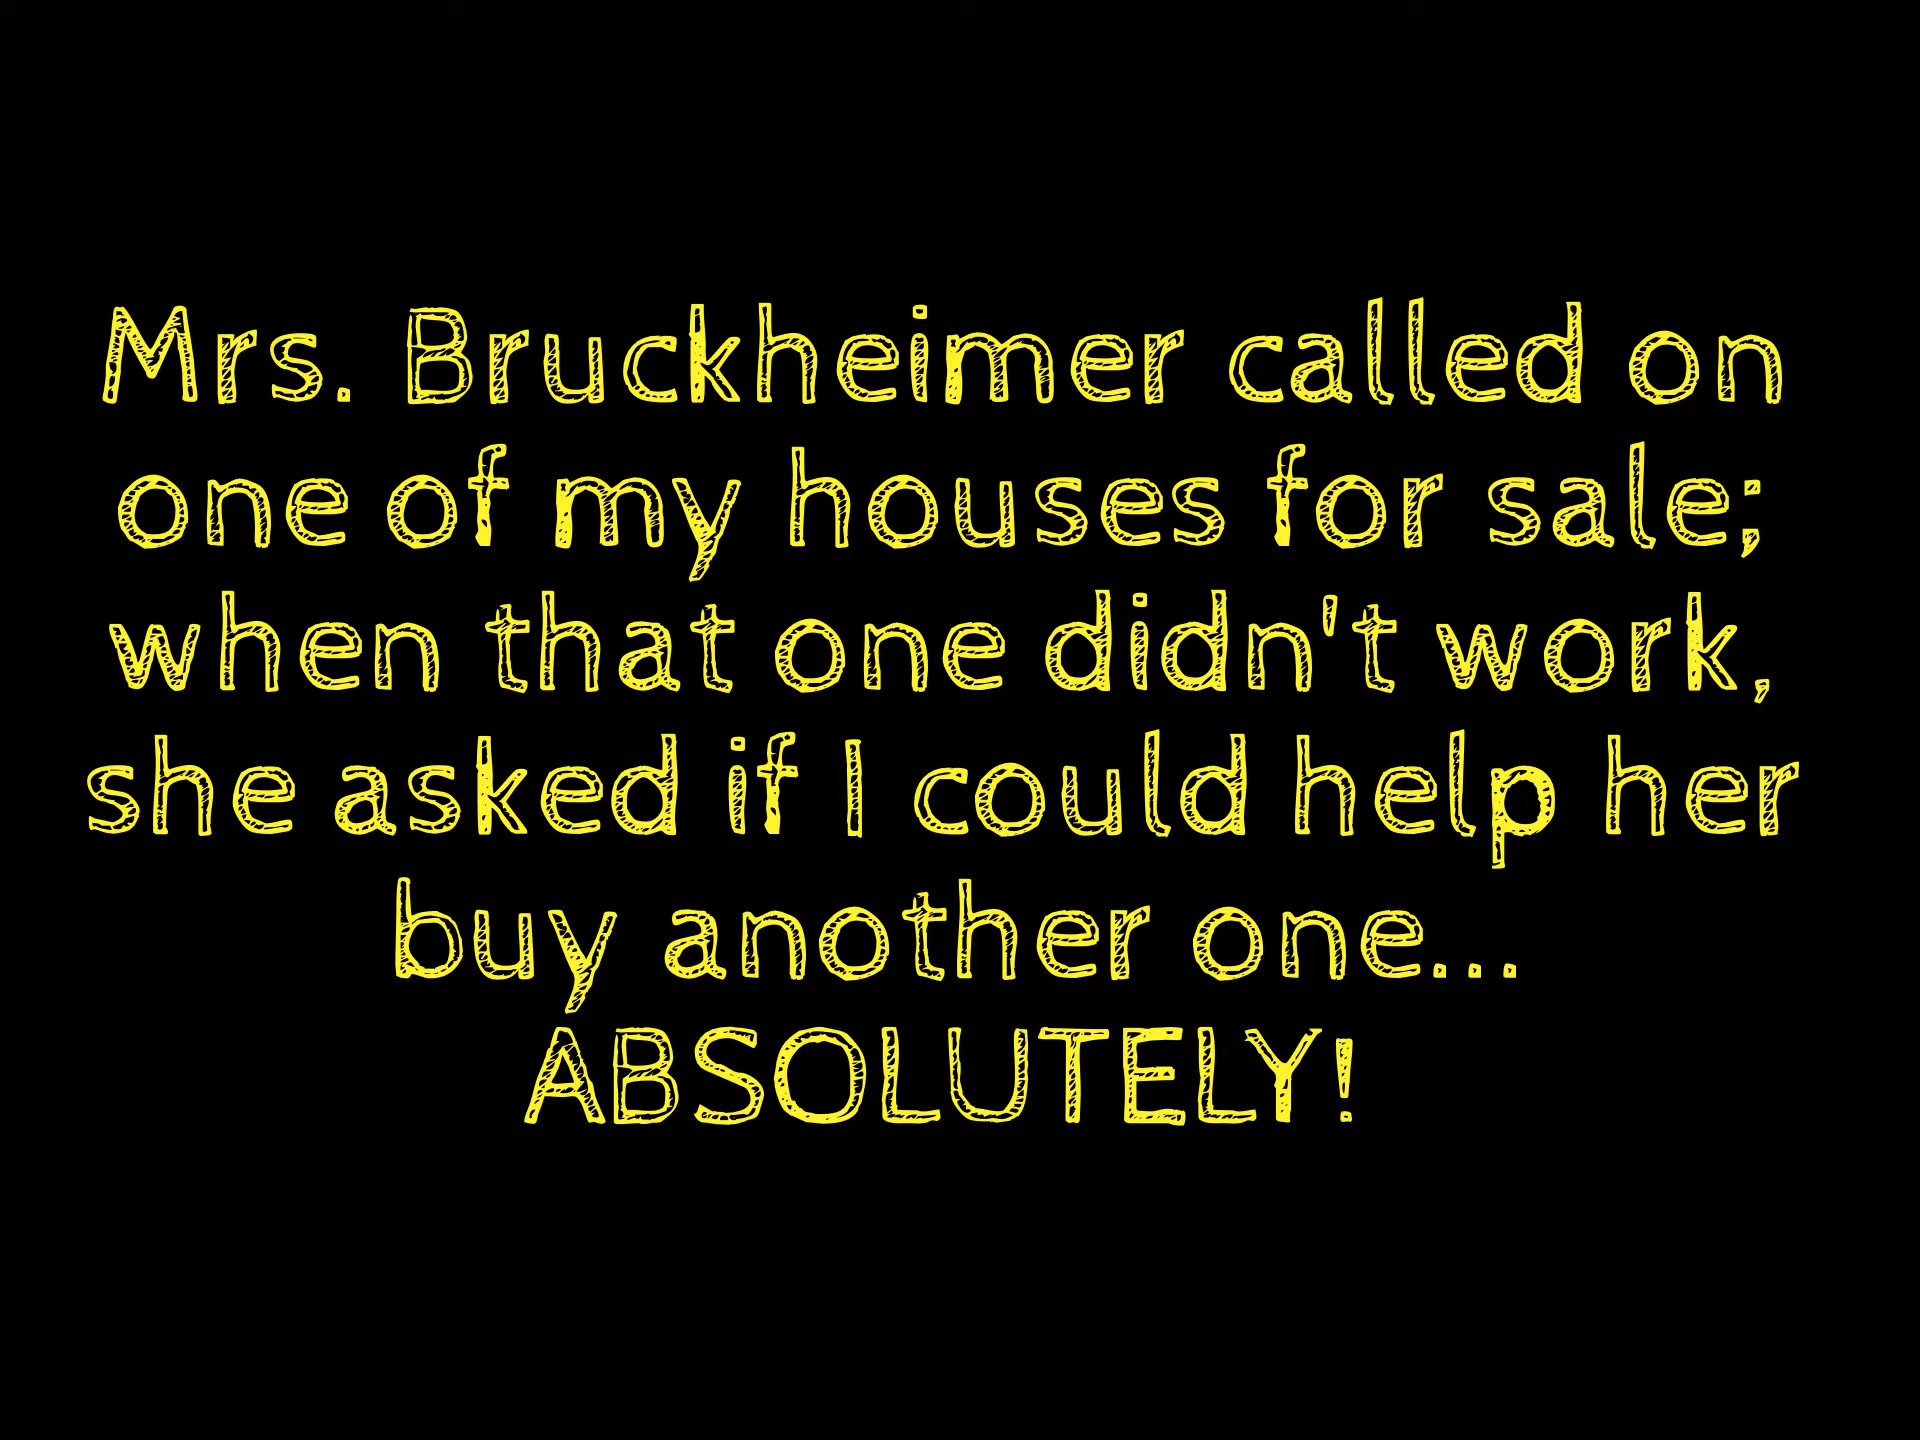 Mrs. Bruckheimer called on
one of my houses for sale;
when that one didn't work,
she asked if I could help her
buy another one...
ABSOLUTELY!